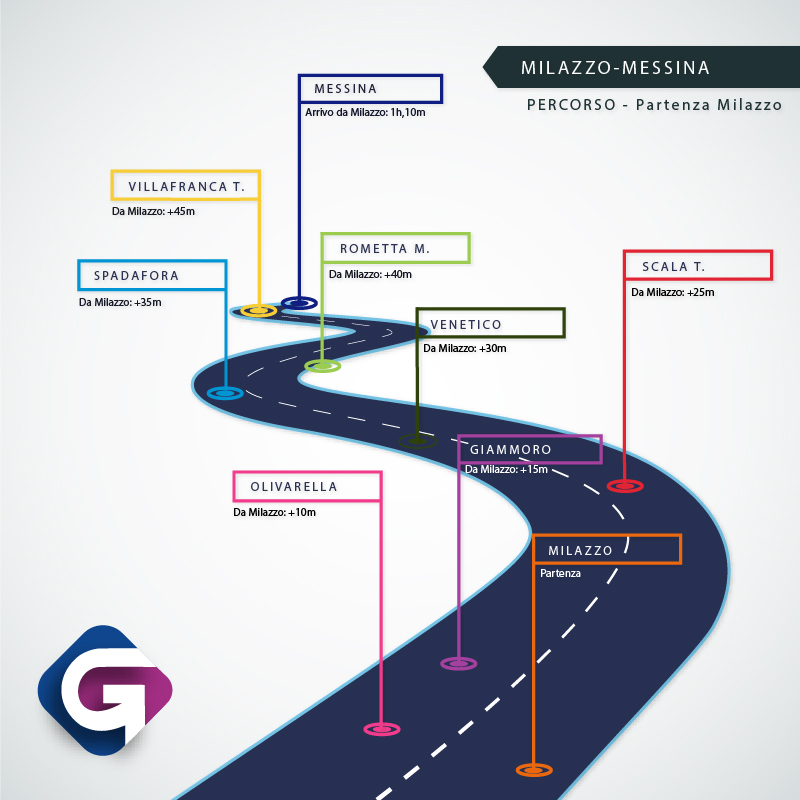 MILAZZO-MESSINA
PERCORSO - Partenza Milazzo
MESSINA
Arrivo da Milazzo: 1h,10m
VILLAFRANCA T.
Da Milazzo: +45m
ROMETTA M.
Da Milazzo: +40m
SPADAFORA
Da Milazzo: +35m
SCALA T.
Da Milazzo: +25m
VENETICO
Da Milazzo: +30m
GIAMMORO
Da Milazzo: +15m
OLIVARELLA
Da Milazzo: +10m
MILAZZO
Partenza
G